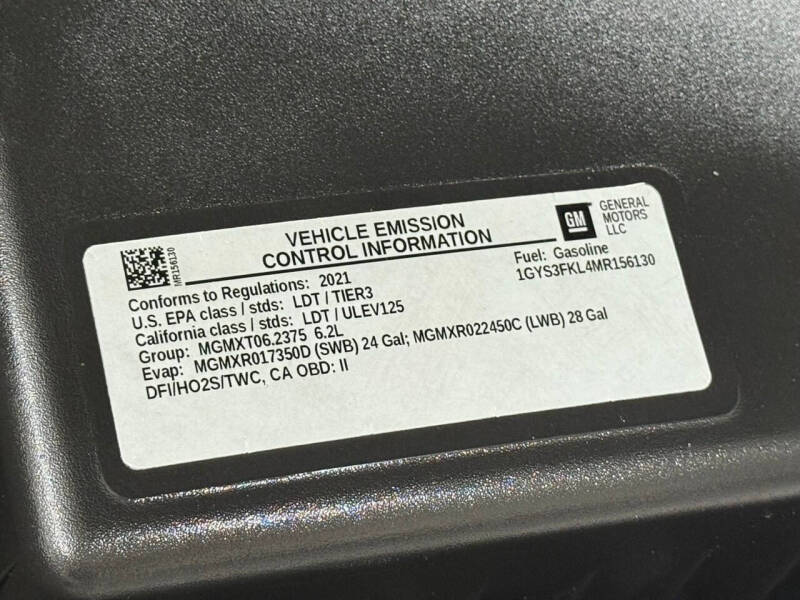 VEHICLE EMISSION
CONTROL INFORMATION
GM
GENERAL
MOTORS
LLC
MR156130
Conforms to Regulations: 2021
Fuel: Gasoline
U.S. EPA class / stds: LDT / TIER3
1GYS3FKL4MR156130
California class / stds: LDT / ULEV125
Group: MGMXT06.2375 6.2L
Evap: MGMXR017350D (SWB) 24 Gal; MGMXR022450C (LWB) 28 Gal
DFI/HO2S/TWC, CA OBD: II